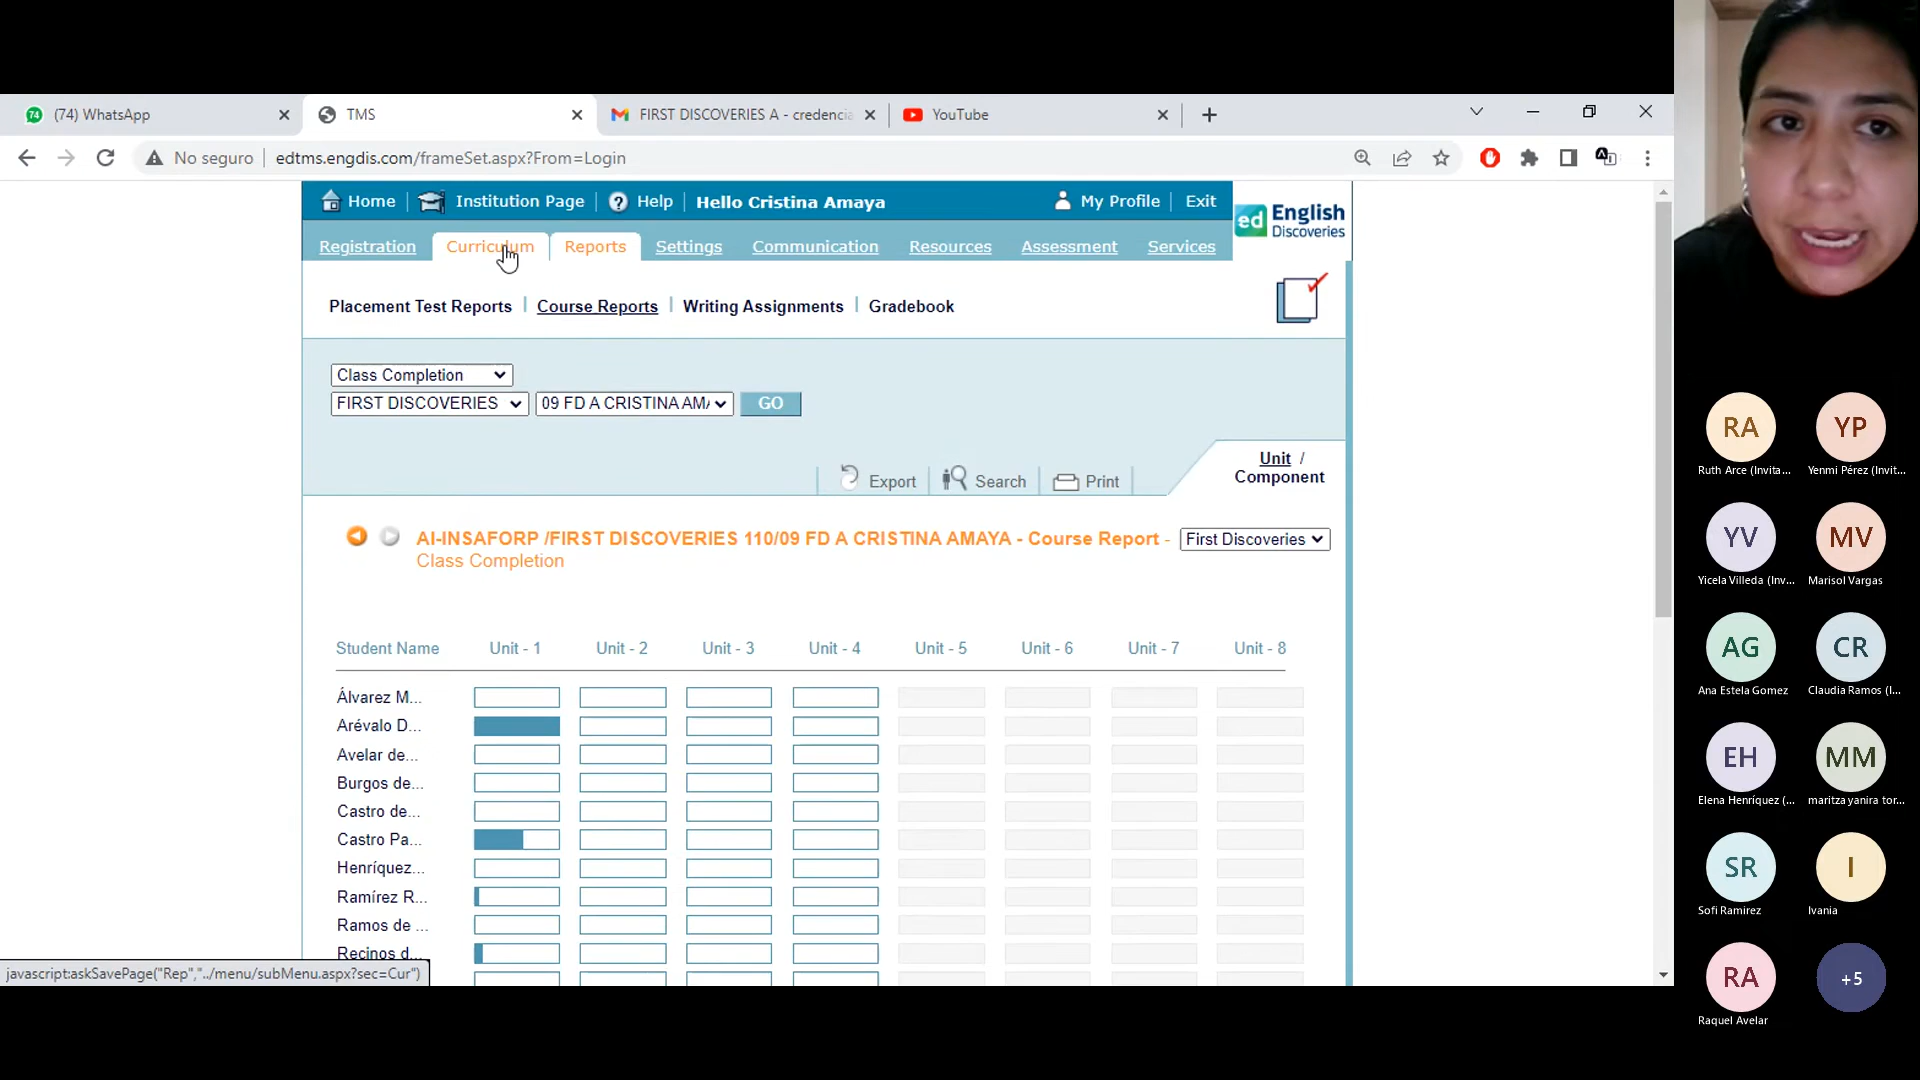 (74) WhatsApp
TMS
FIRST DISCOVERIES A - credencia
YouTube
No seguro
edtms.engdis.com/frameSet.aspx?From=Login
Home
Institution Page
Help
Hello Cristina Amaya
My Profile
Exit
ed English Discoveries
Registration
Curriculum
Reports
Settings
Communication
Resources
Assessment
Services
Placement Test Reports
Course Reports
Writing Assignments
Gradebook
Class Completion
FIRST DISCOVERIES
09 FD A CRISTINA AM
GO
Export
Search
Print
Unit /
Component
AI-INSAFORP /FIRST DISCOVERIES 110/09 FD A CRISTINA AMAYA - Course Report -
Class Completion
First Discoveries
Student Name Unit - 1 Unit - 2 Unit - 3 Unit - 4 Unit - 5 Unit - 6 Unit - 7 Unit - 8
Álvarez M...
Arévalo D...
Avelar de...
Burgos de...
Castro de...
Castro Pa...
Henríquez...
Ramírez R...
Ramos de ...
Recinos d...
javascript:askSavePage("Rep","../menu/subMenu.aspx?sec=Cur")
RA
Ruth Arce (Invita...
YP
Yenmi Pérez (Invit...
YV
Yicela Villeda (Inv...
MV
Marisol Vargas
AG
Ana Estela Gomez
CR
Claudia Ramos (I...
EH
Elena Henríquez (...
MM
maritza yanira tor...
SR
Sofi Ramirez
I
Ivania
RA
Raquel Avelar
+5